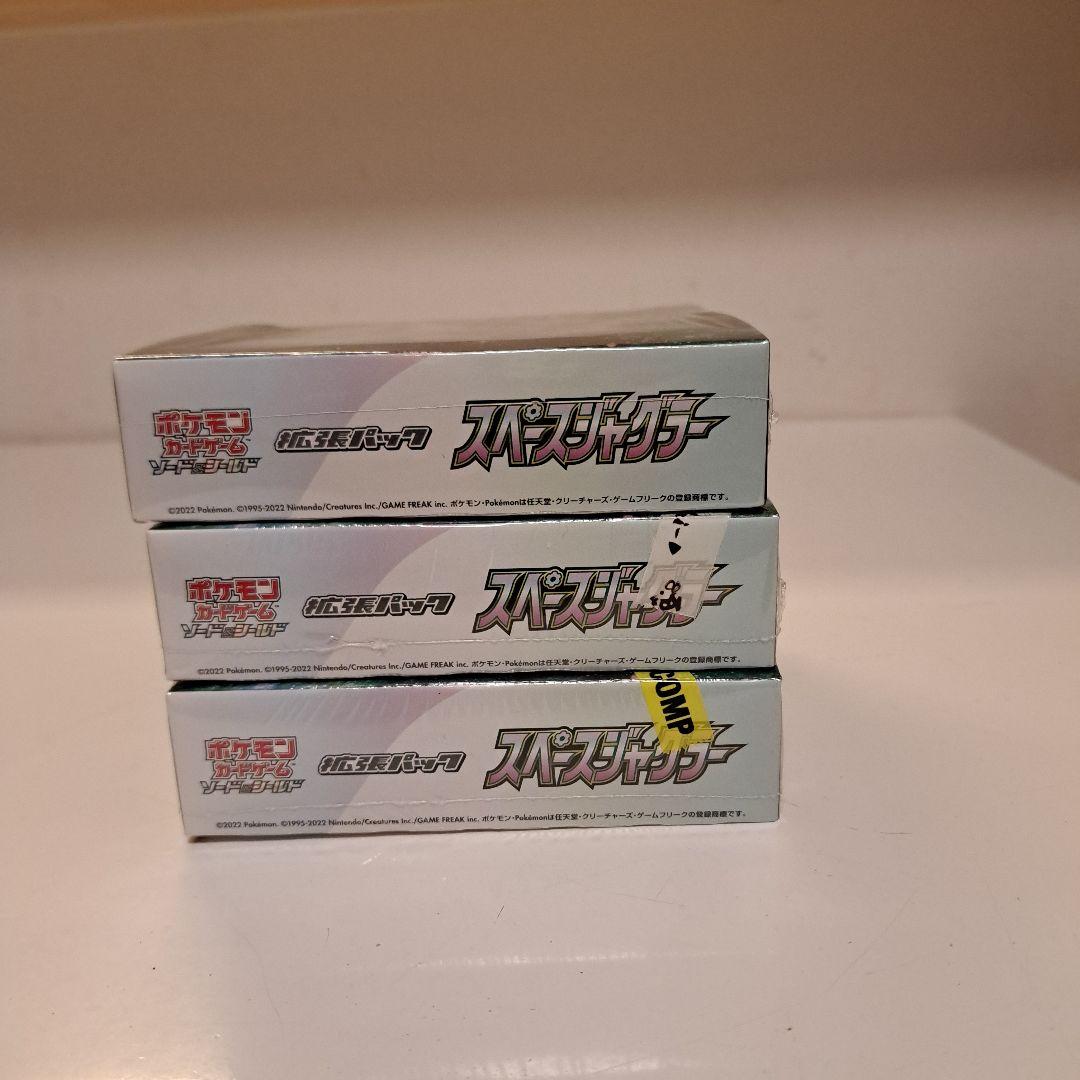 ポケモン
カードゲーム
ソード&シールド
拡張パック
スペースジャグラー
©2022 Pokémon. ©1995-2022 Nintendo/Creatures Inc./GAME FREAK inc. ポケモン・Pokémonは任天堂・クリーチャーズ・ゲームフリークの登録商標です。
ポケモン
カードゲーム
ソード&シールド
拡張パック
スペースジャグラー
©2022 Pokémon. ©1995-2022 Nintendo/Creatures Inc./GAME FREAK inc. ポケモン・Pokémonは任天堂・クリーチャーズ・ゲームフリークの登録商標です。
COMP
ポケモン
カードゲーム
ソード&シールド
拡張パック
スペースジャグラー
©2022 Pokémon. ©1995-2022 Nintendo/Creatures Inc./GAME FREAK inc. ポケモン・Pokémonは任天堂・クリーチャーズ・ゲームフリークの登録商標です。